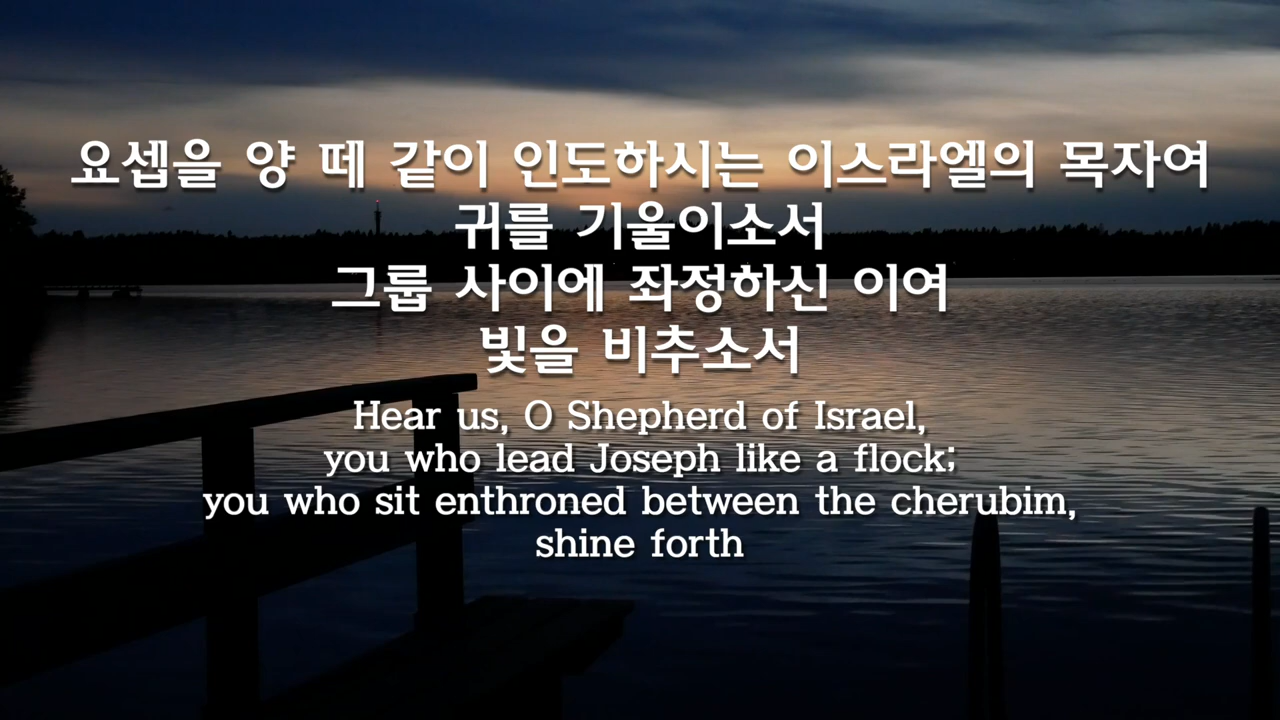 요셉을 양 떼 같이 인도하시는 이스라엘의 목자여
귀를 기울이소서
그룹 사이에 좌정하신 이여
빛을 비추소서
Hear us, O Shepherd of Israel,
you who lead Joseph like a flock;
you who sit enthroned between the cherubim,
shine forth